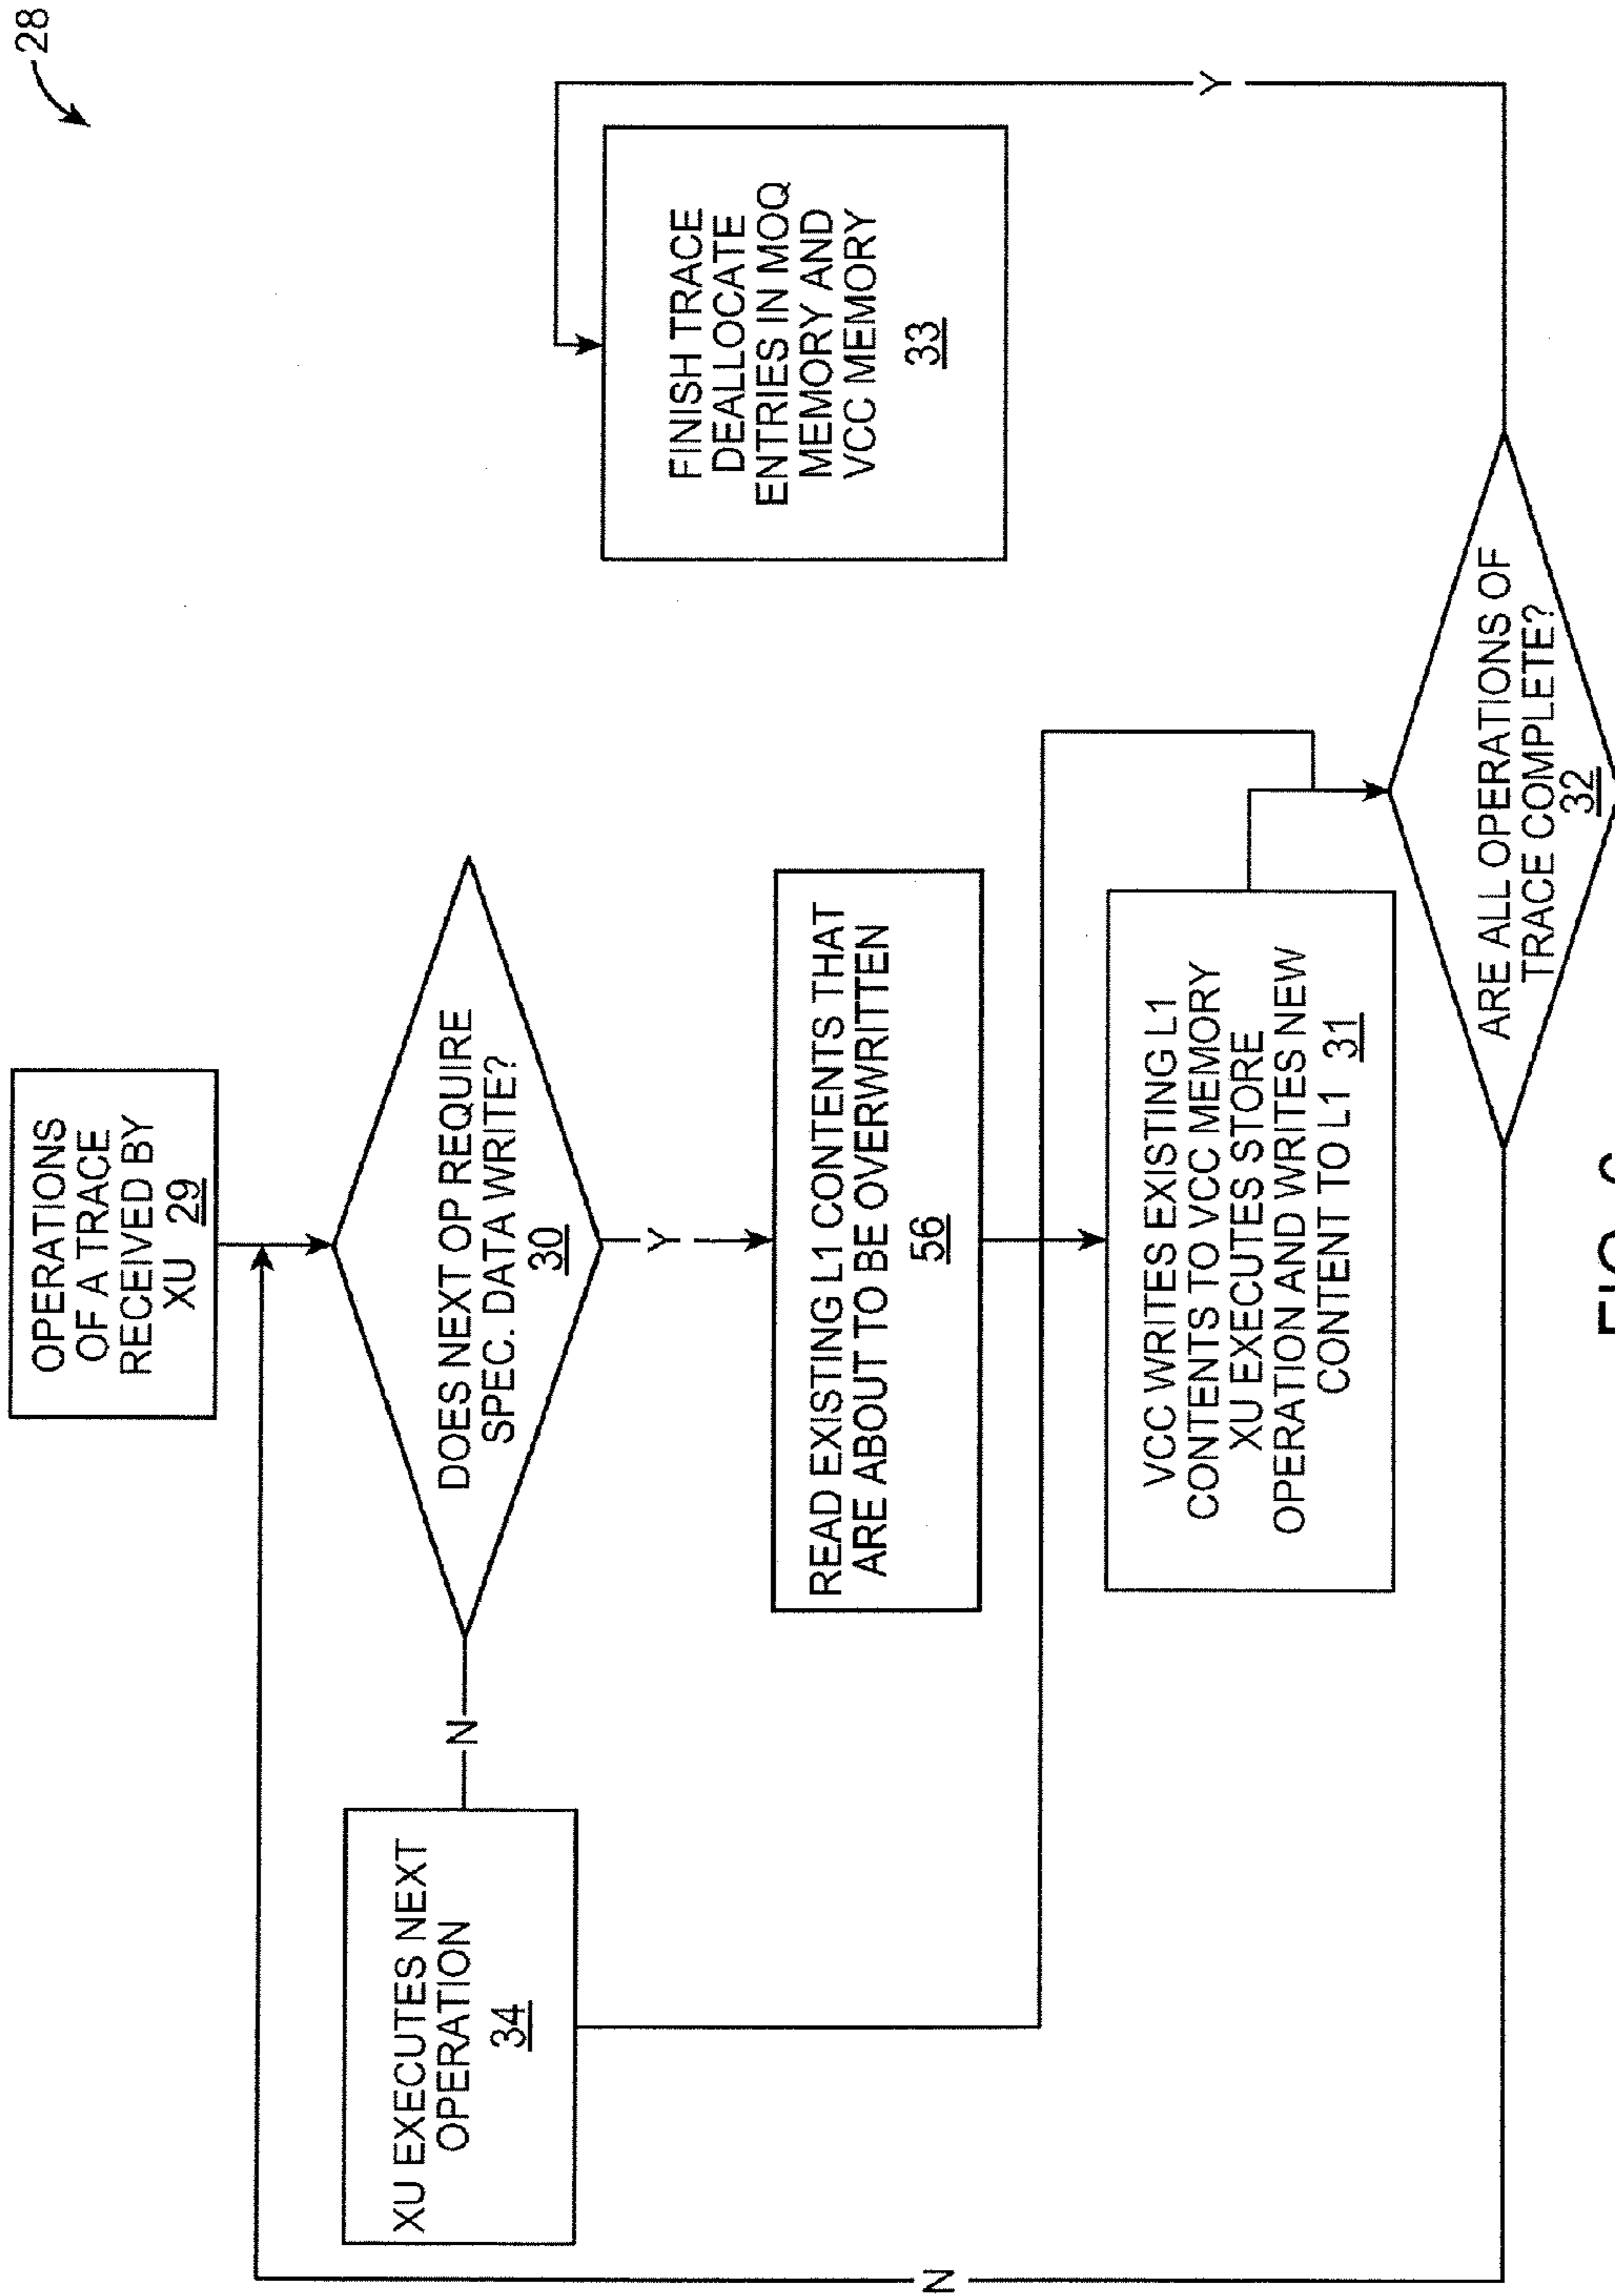 28
OPERATIONS
OF A TRACE
RECEIVED BY
XU 29
DOES NEXT OP REQUIRE
SPEC. DATA WRITE?
30
N
XU EXECUTES NEXT
OPERATION
34
Y
READ EXISTING L1 CONTENTS THAT
ARE ABOUT TO BE OVERWRITTEN
56
VCC WRITES EXISTING L1
CONTENTS TO VCC MEMORY
XU EXECUTES STORE
OPERATION AND WRITES NEW
CONTENT TO L1 31
ARE ALL OPERATIONS OF
TRACE COMPLETE?
32
N
Y
FINISH TRACE
DEALLOCATE
ENTRIES IN MOQ
MEMORY AND
VCC MEMORY
33